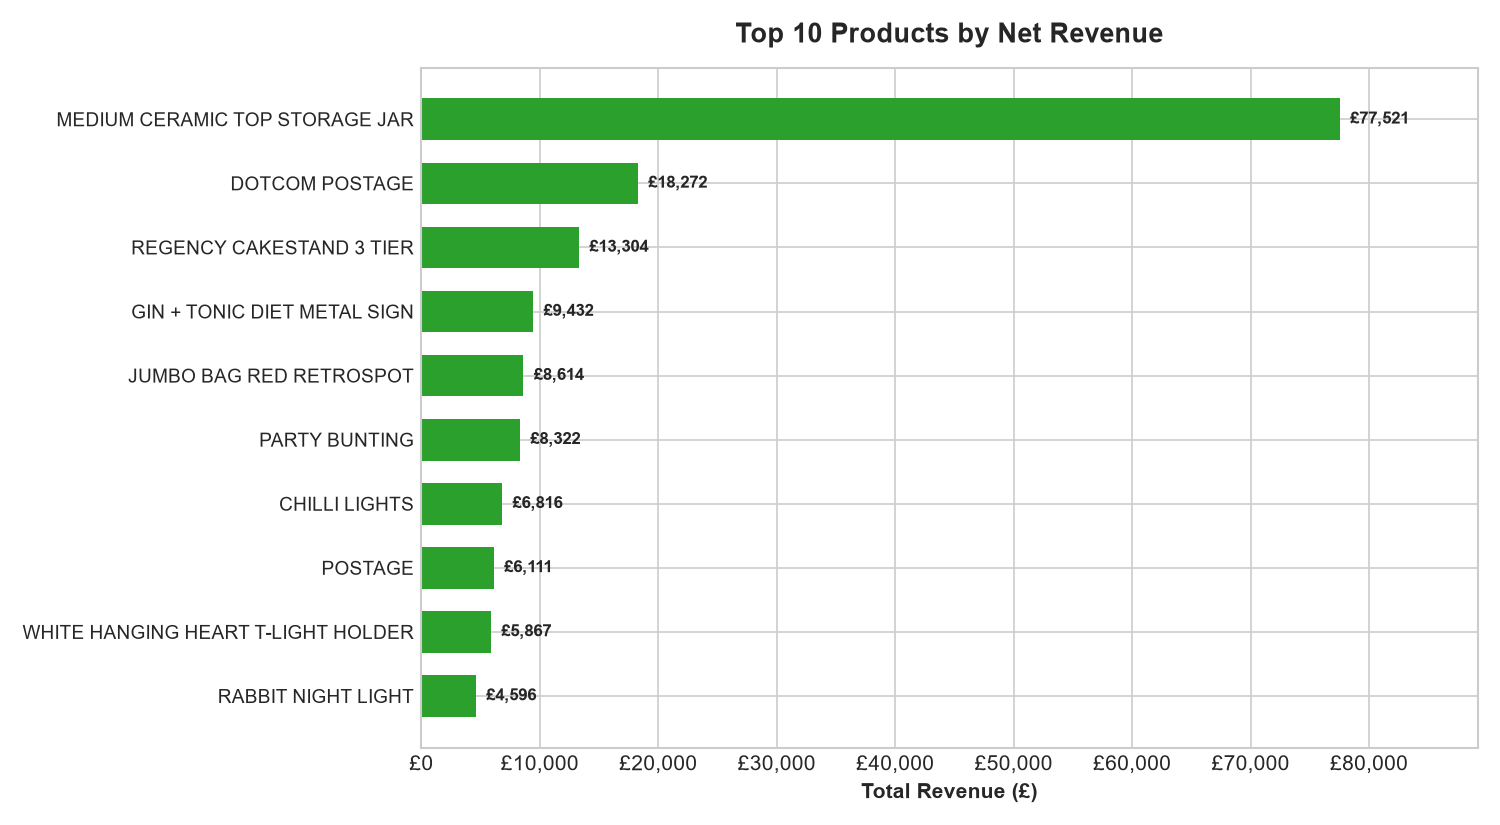 Top 10 Products by Net Revenue
MEDIUM CERAMIC TOP STORAGE JAR £77,521
DOTCOM POSTAGE £18,272
REGENCY CAKESTAND 3 TIER £13,304
GIN + TONIC DIET METAL SIGN £9,432
JUMBO BAG RED RETROSPOT £8,614
PARTY BUNTING £8,322
CHILLI LIGHTS £6,816
POSTAGE £6,111
WHITE HANGING HEART T-LIGHT HOLDER £5,867
RABBIT NIGHT LIGHT £4,596
£0 £10,000 £20,000 £30,000 £40,000 £50,000 £60,000 £70,000 £80,000
Total Revenue (£)